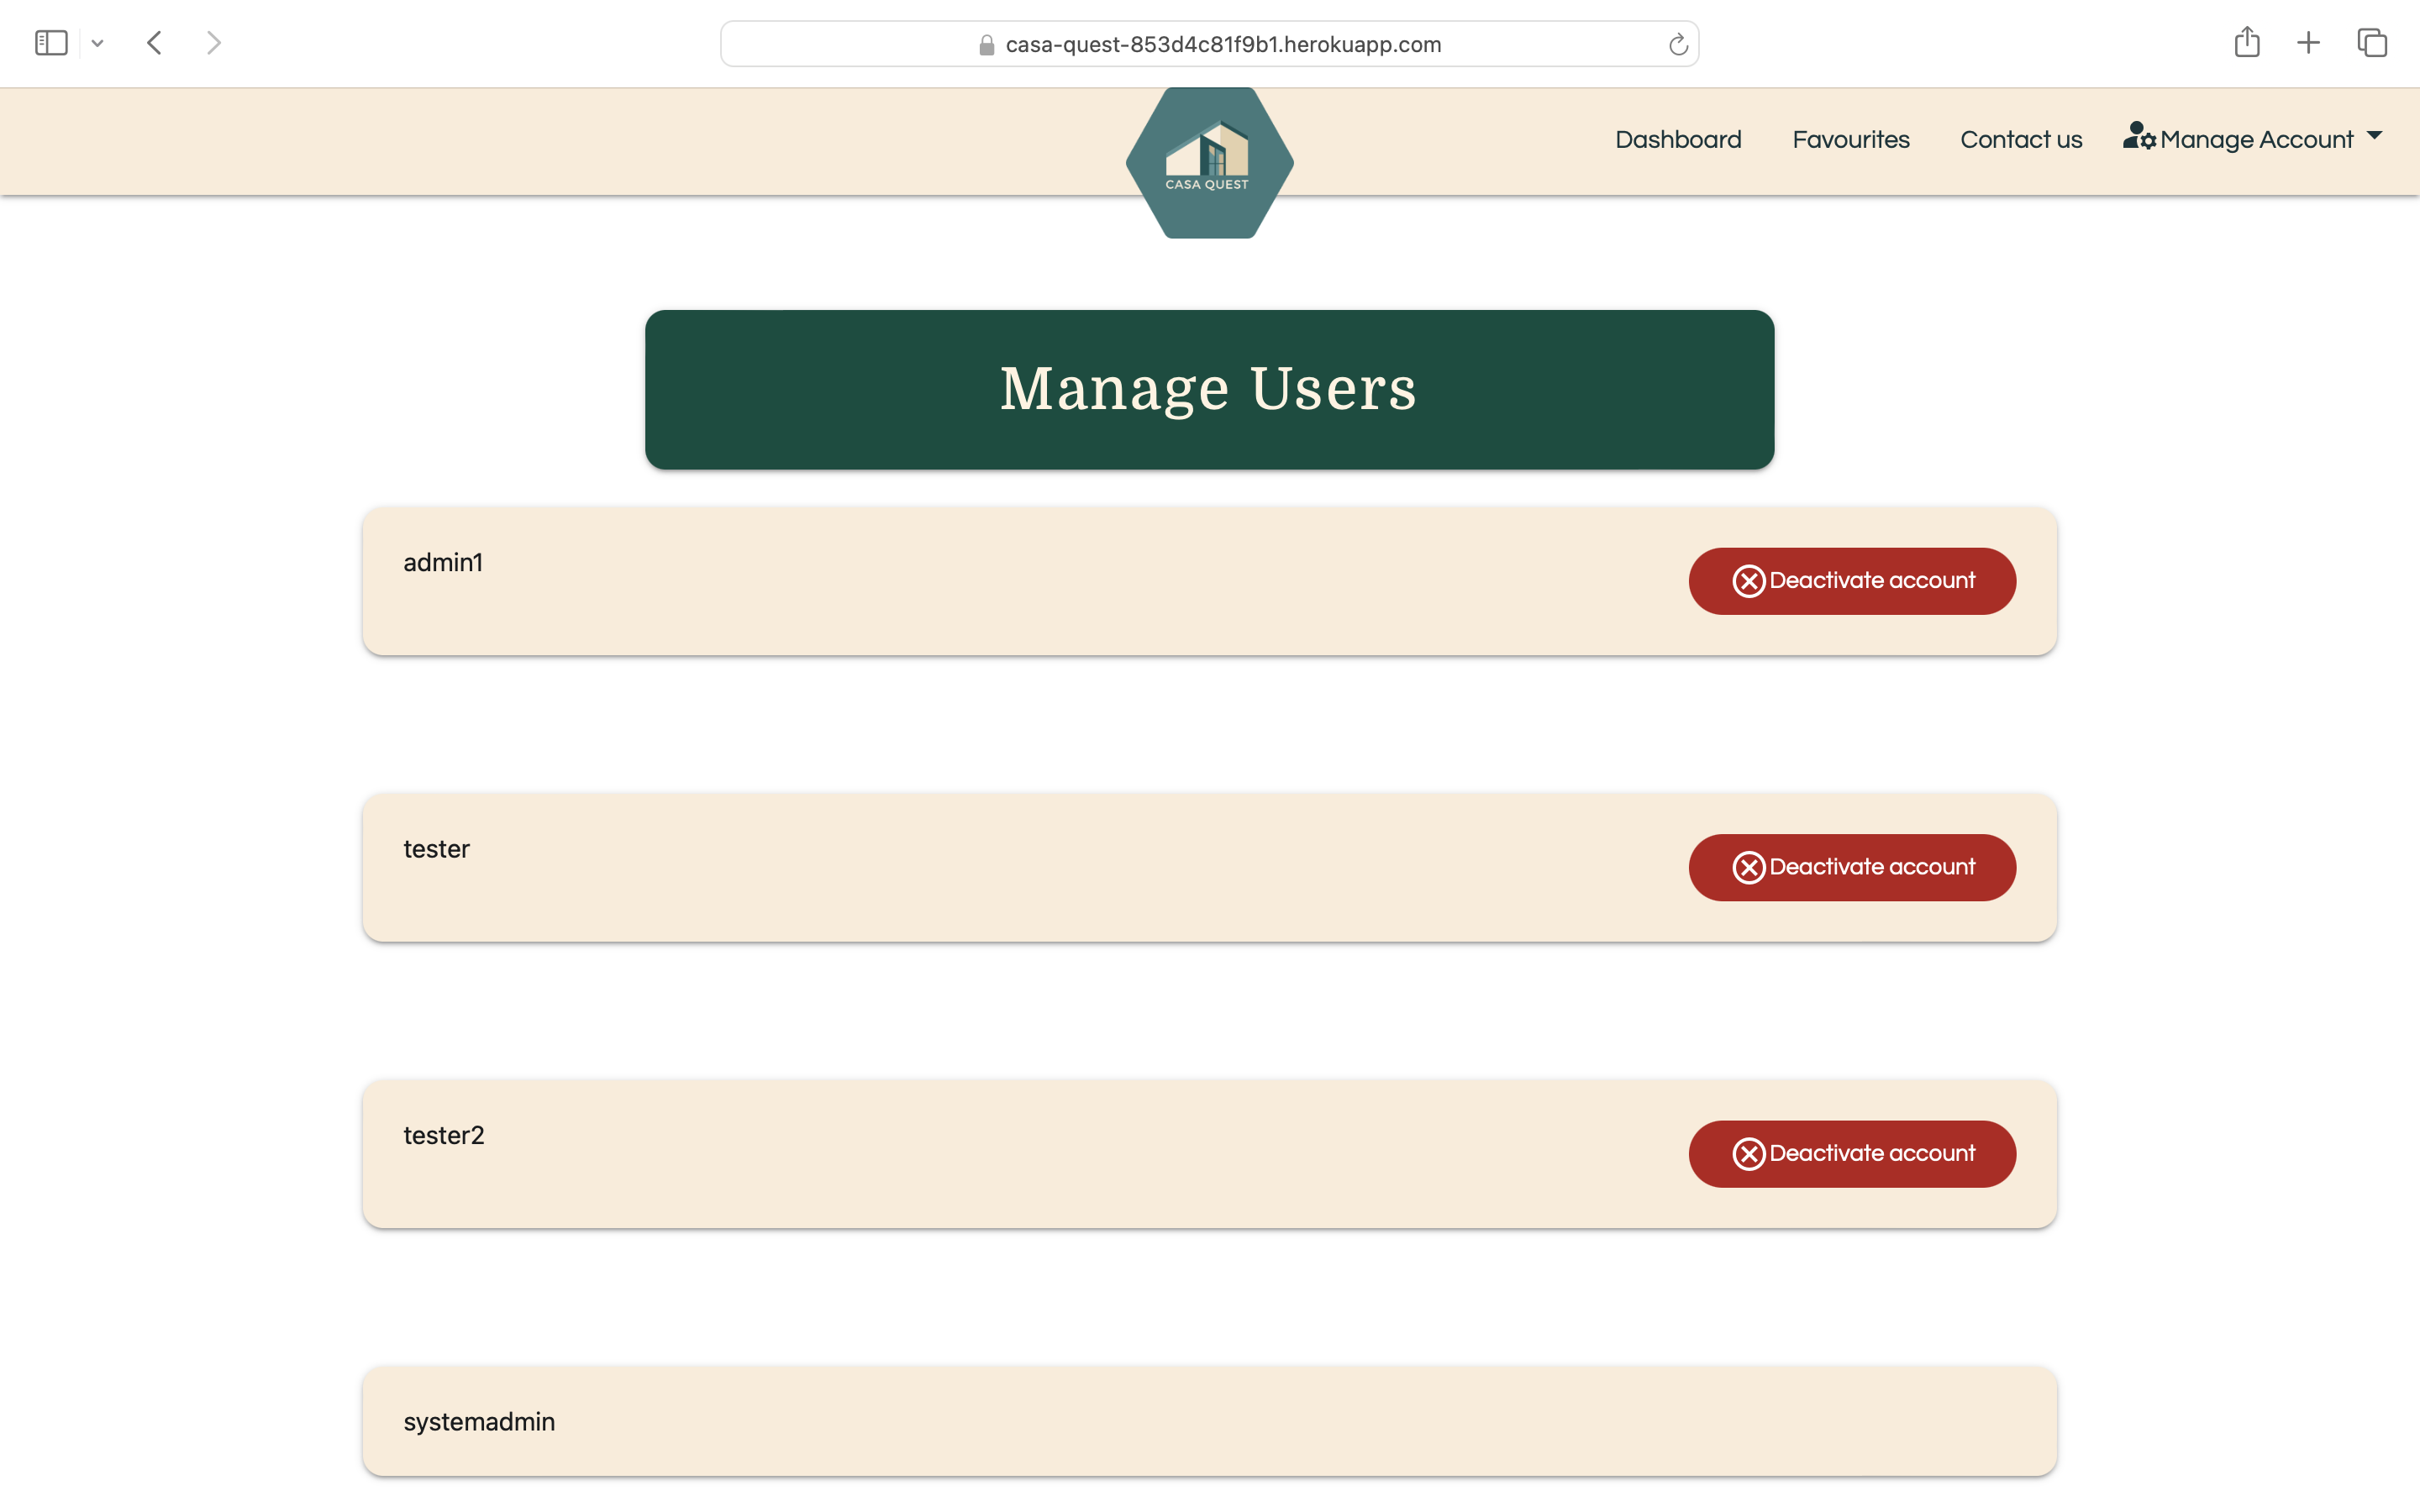 casa-quest-853d4c81f9b1.herokuapp.com
CASA QUEST
Dashboard Favourites Contact us Manage Account
Manage Users
admin1
Deactivate account
tester
Deactivate account
tester2
Deactivate account
systemadmin